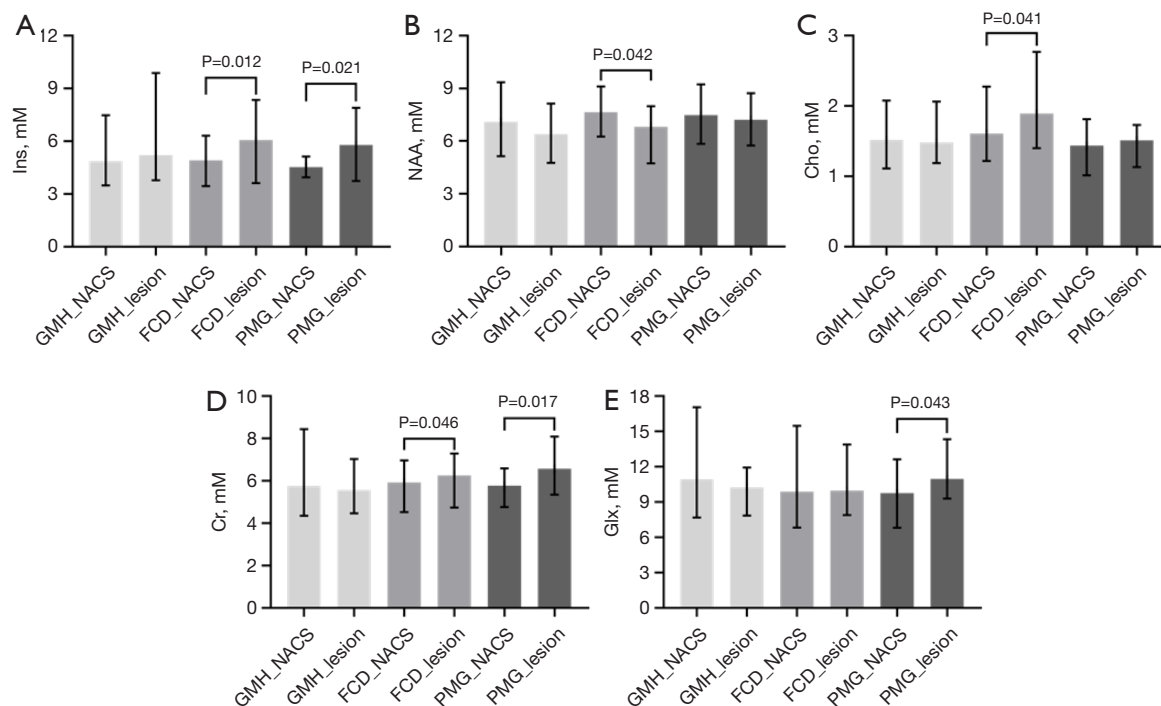 A
Ins, mM
12
9
6
3
0
P=0.012
P=0.021
GMH_NACS
GMH_lesion
FCD_NACS
FCD_lesion
PMG_NACS
PMG_lesion
B
NAA, mM
12
9
6
3
0
P=0.042
GMH_NACS
GMH_lesion
FCD_NACS
FCD_lesion
PMG_NACS
PMG_lesion
C
Cho, mM
3
2
1
0
P=0.041
GMH_NACS
GMH_lesion
FCD_NACS
FCD_lesion
PMG_NACS
PMG_lesion
D
Cr, mM
10
8
6
4
2
0
P=0.046
P=0.017
GMH_NACS
GMH_lesion
FCD_NACS
FCD_lesion
PMG_NACS
PMG_lesion
E
Glx, mM
18
15
12
9
6
3
0
P=0.043
GMH_NACS
GMH_lesion
FCD_NACS
FCD_lesion
PMG_NACS
PMG_lesion